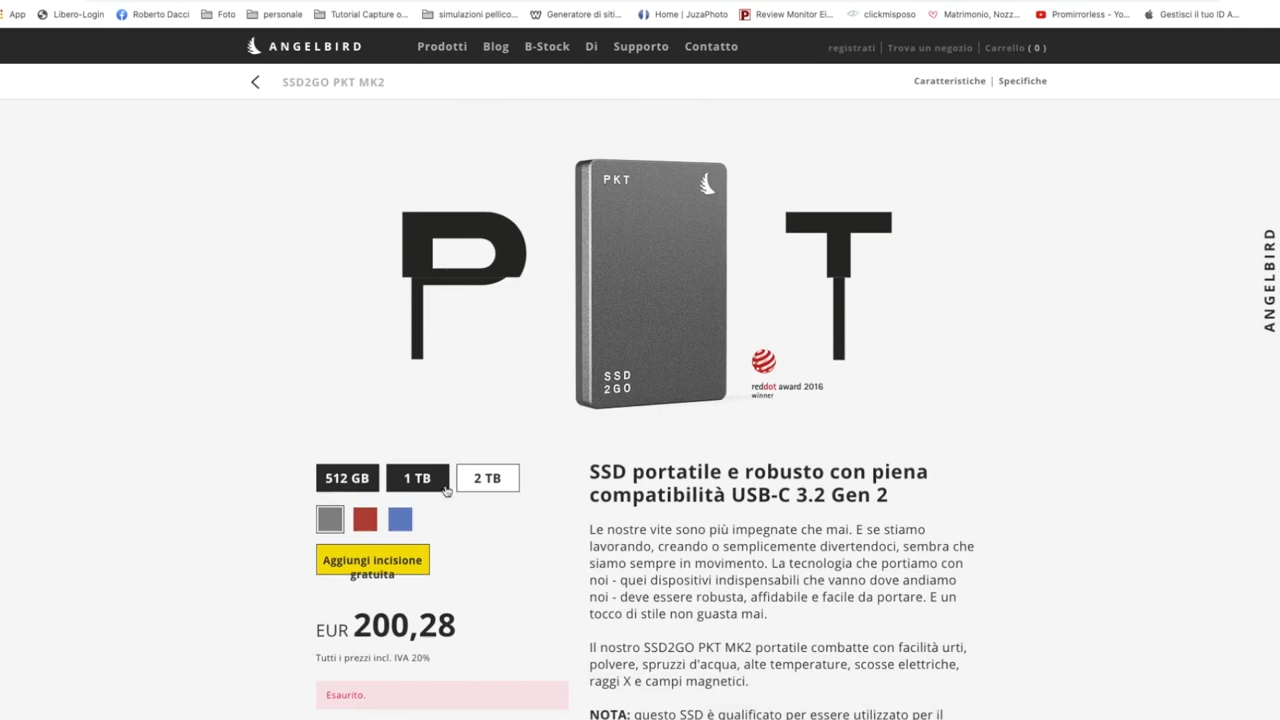 App
Libero-Login
Roberto Dacci
Foto
personale
Tutorial Capture o...
simulazioni pellico...
Generatore di siti...
Home | JuzaPhoto
Review Monitor Ei...
clickmisposo
Matrimonio, Nozz...
Promirrorless - Yo...
Gestisci il tuo ID A...
ANGELBIRD
Prodotti
Blog
B-Stock
Di
Supporto
Contatto
registrati
Trova un negozio
Carrello ( 0 )
SSD2GO PKT MK2
Caratteristiche | Specifiche
P T
PKT
SSD
2GO
reddot award 2016
winner
ANGELBIRD
512 GB
1 TB
2 TB
Aggiungi incisione
gratuita
EUR 200,28
Tutti i prezzi incl. IVA 20%
Esaurito.
SSD portatile e robusto con piena
compatibilità USB-C 3.2 Gen 2
Le nostre vite sono più impegnate che mai. E se stiamo
lavorando, creando o semplicemente divertendoci, sembra che
siamo sempre in movimento. La tecnologia che portiamo con
noi - quei dispositivi indispensabili che vanno dove andiamo
noi - deve essere robusta, affidabile e facile da portare. E un
tocco di stile non guasta mai.
Il nostro SSD2GO PKT MK2 portatile combatte con facilità urti,
polvere, spruzzi d'acqua, alte temperature, scosse elettriche,
raggi X e campi magnetici.
NOTA: questo SSD è qualificato per essere utilizzato per il